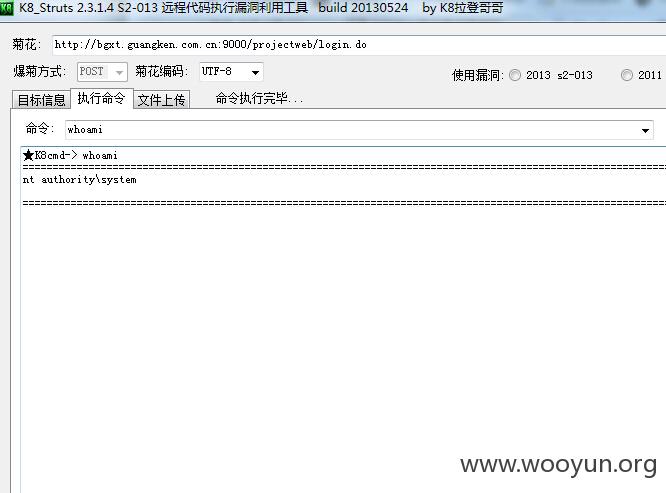 K8 K8_Struts 2.3.1.4 S2-013 远程代码执行漏洞利用工具 build 20130524 by K8拉登哥哥
菊花: http://bgxt.guangken.com.cn:9000/projectweb/login.do
爆菊方式: POST 菊花编码: UTF-8 使用漏洞: 2013 s2-013 2011
目标信息 执行命令 文件上传 命令执行完毕...
命令: whoami
★K8cmd-> whoami
================================================================
nt authority\system
================================================================
www.wooyun.org